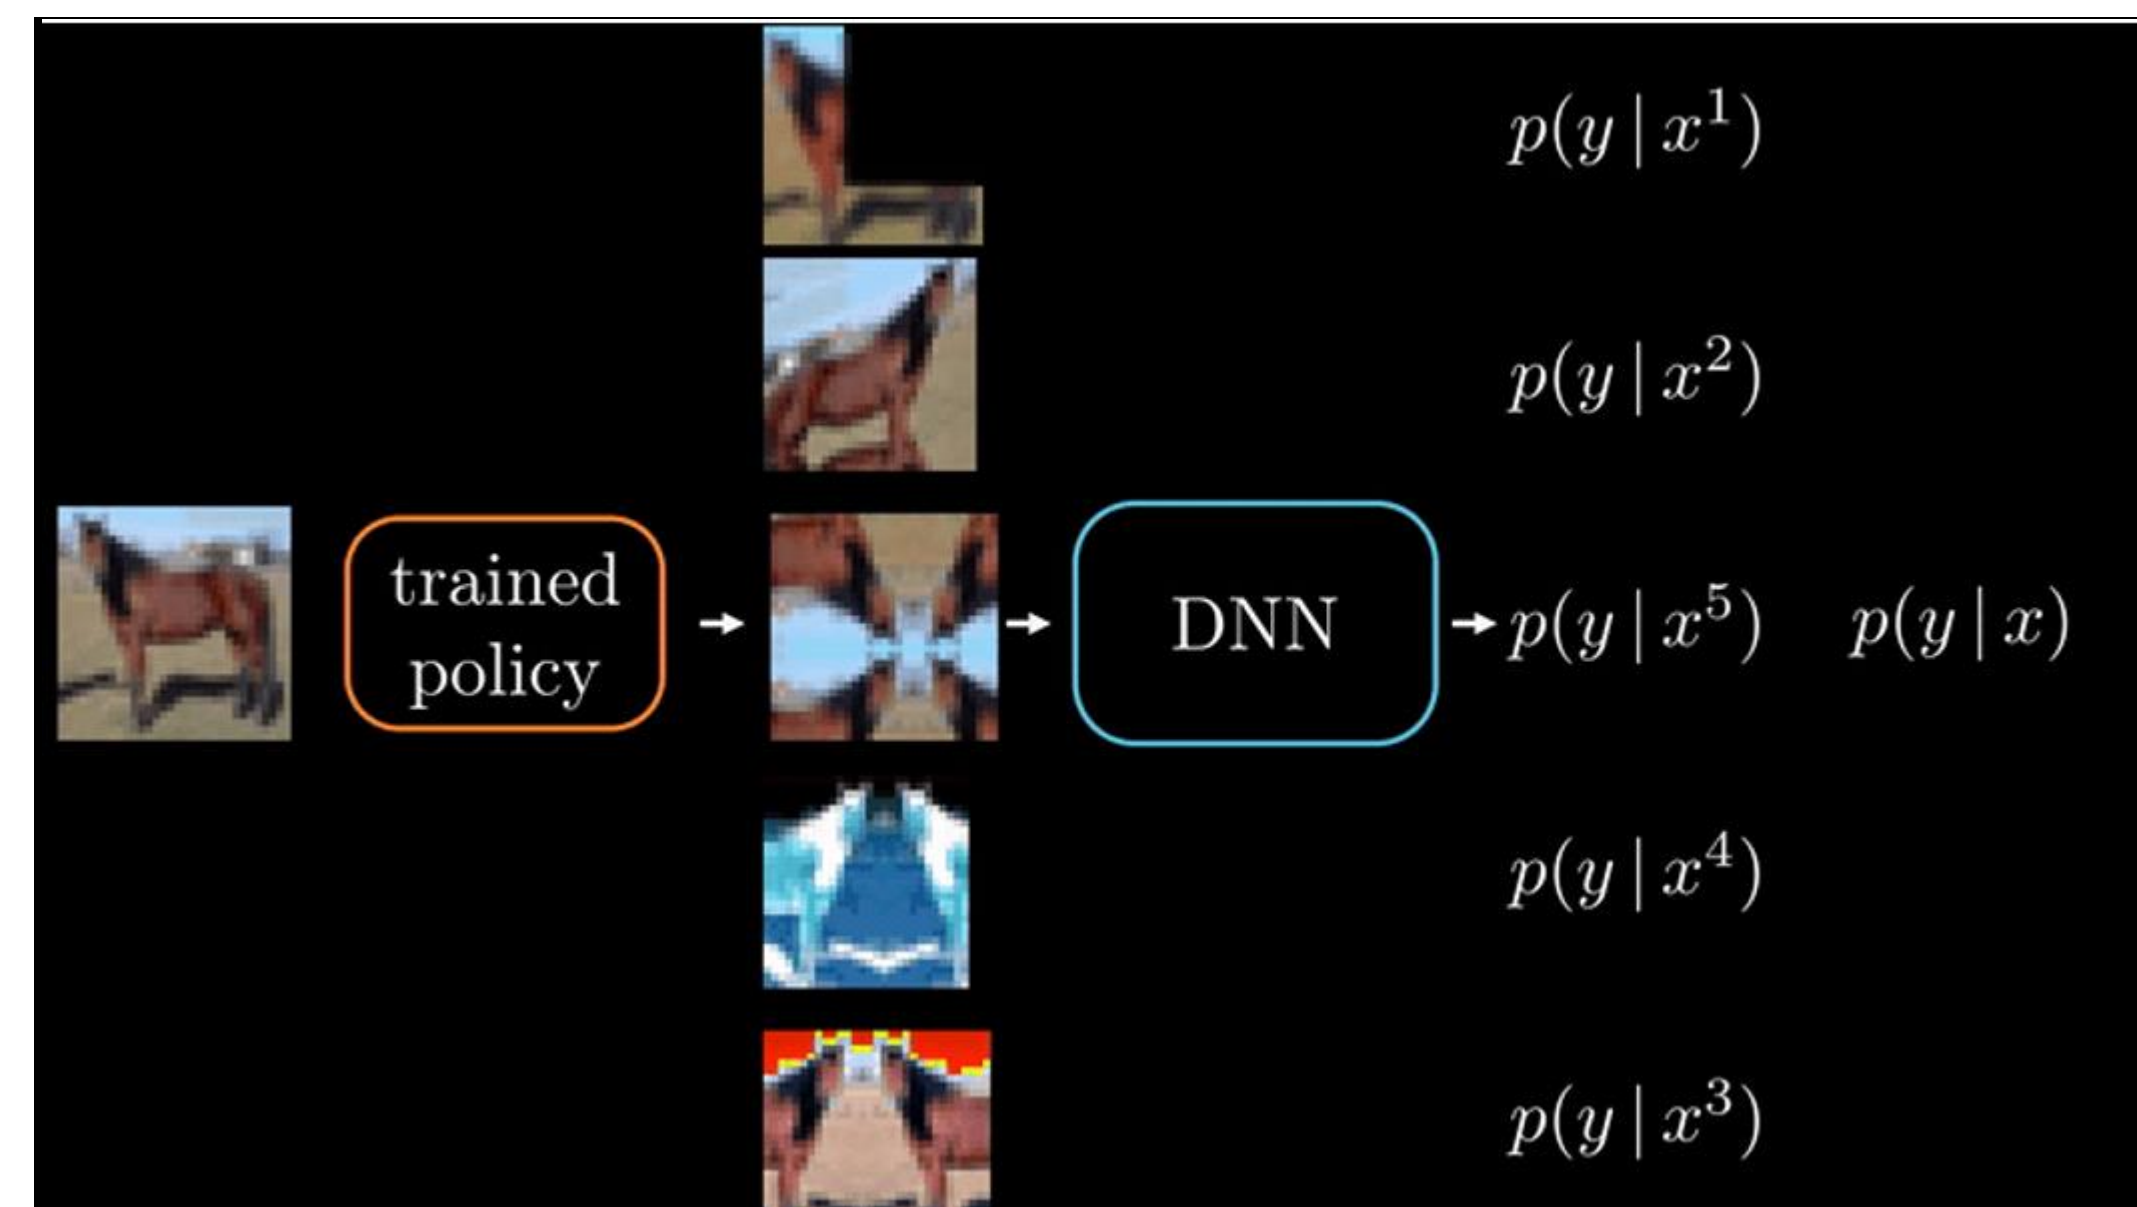 p(y | x¹)
p(y | x²)
trained
policy
DNN
p(y | x⁵)
p(y | x)
p(y | x⁴)
p(y | x³)